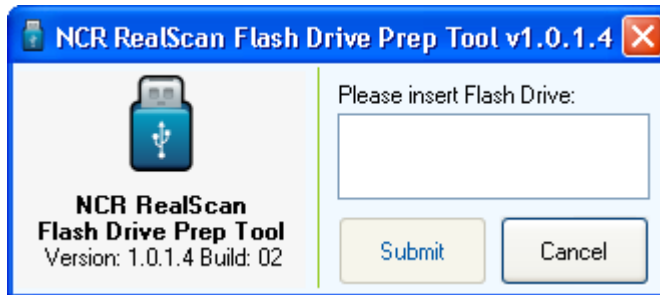 NCR RealScan Flash Drive Prep Tool v1.0.1.4
NCR RealScan
Flash Drive Prep Tool
Version: 1.0.1.4 Build: 02
Please insert Flash Drive:
Submit
Cancel